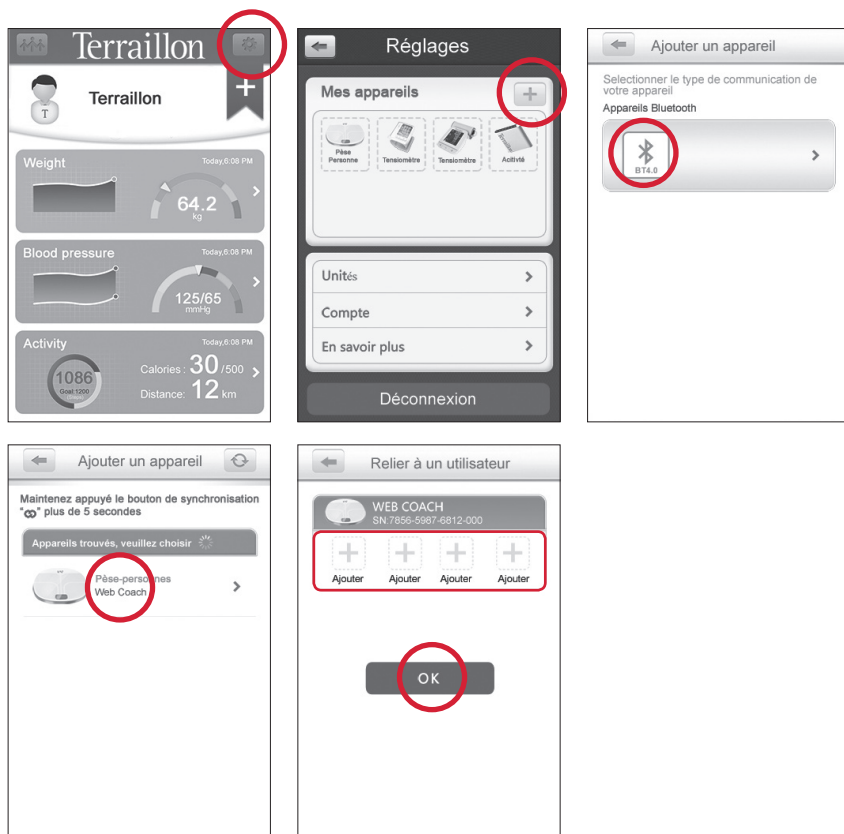 Terraillon
T
Terraillon
+
Weight
Today,6:08 PM
64.2
kg
Blood pressure
Today,6:08 PM
125/65
mmHg
Activity
Today,6:08 PM
1086
Goal:1200
Calories : 30 /500
Distance: 12 km
Réglages
Mes appareils
+
Pèse
Personne
Tensiomètre
Tensiomètre
Acitivté
Unités
Compte
En savoir plus
Déconnexion
Ajouter un appareil
Selectionner le type de communication de
votre appareil
Appareils Bluetooth
BT4.0
Ajouter un appareil
Maintenez appuyé le bouton de synchronisation
" " plus de 5 secondes
Appareils trouvés, veuillez choisir
Pèse-personnes
Web Coach
Relier à un utilisateur
WEB COACH
SN:7856-5987-6812-000
Ajouter Ajouter Ajouter Ajouter
OK